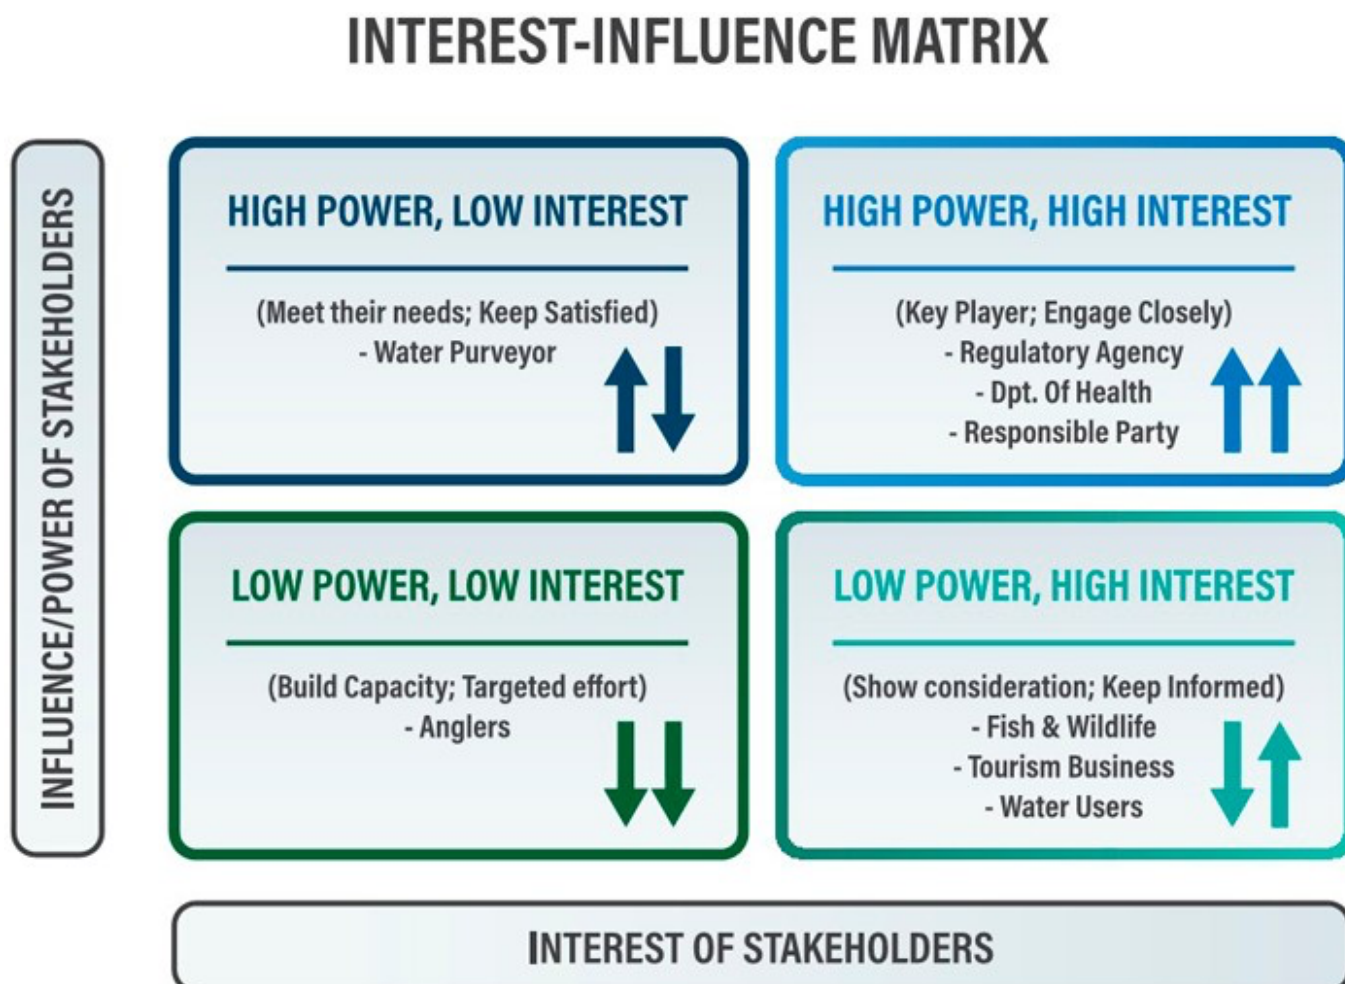 INTEREST-INFLUENCE MATRIX
INFLUENCE/POWER OF STAKEHOLDERS
HIGH POWER, LOW INTEREST
(Meet their needs; Keep Satisfied)
- Water Purveyor
HIGH POWER, HIGH INTEREST
(Key Player; Engage Closely)
- Regulatory Agency
- Dpt. Of Health
- Responsible Party
LOW POWER, LOW INTEREST
(Build Capacity; Targeted effort)
- Anglers
LOW POWER, HIGH INTEREST
(Show consideration; Keep Informed)
- Fish & Wildlife
- Tourism Business
- Water Users
INTEREST OF STAKEHOLDERS